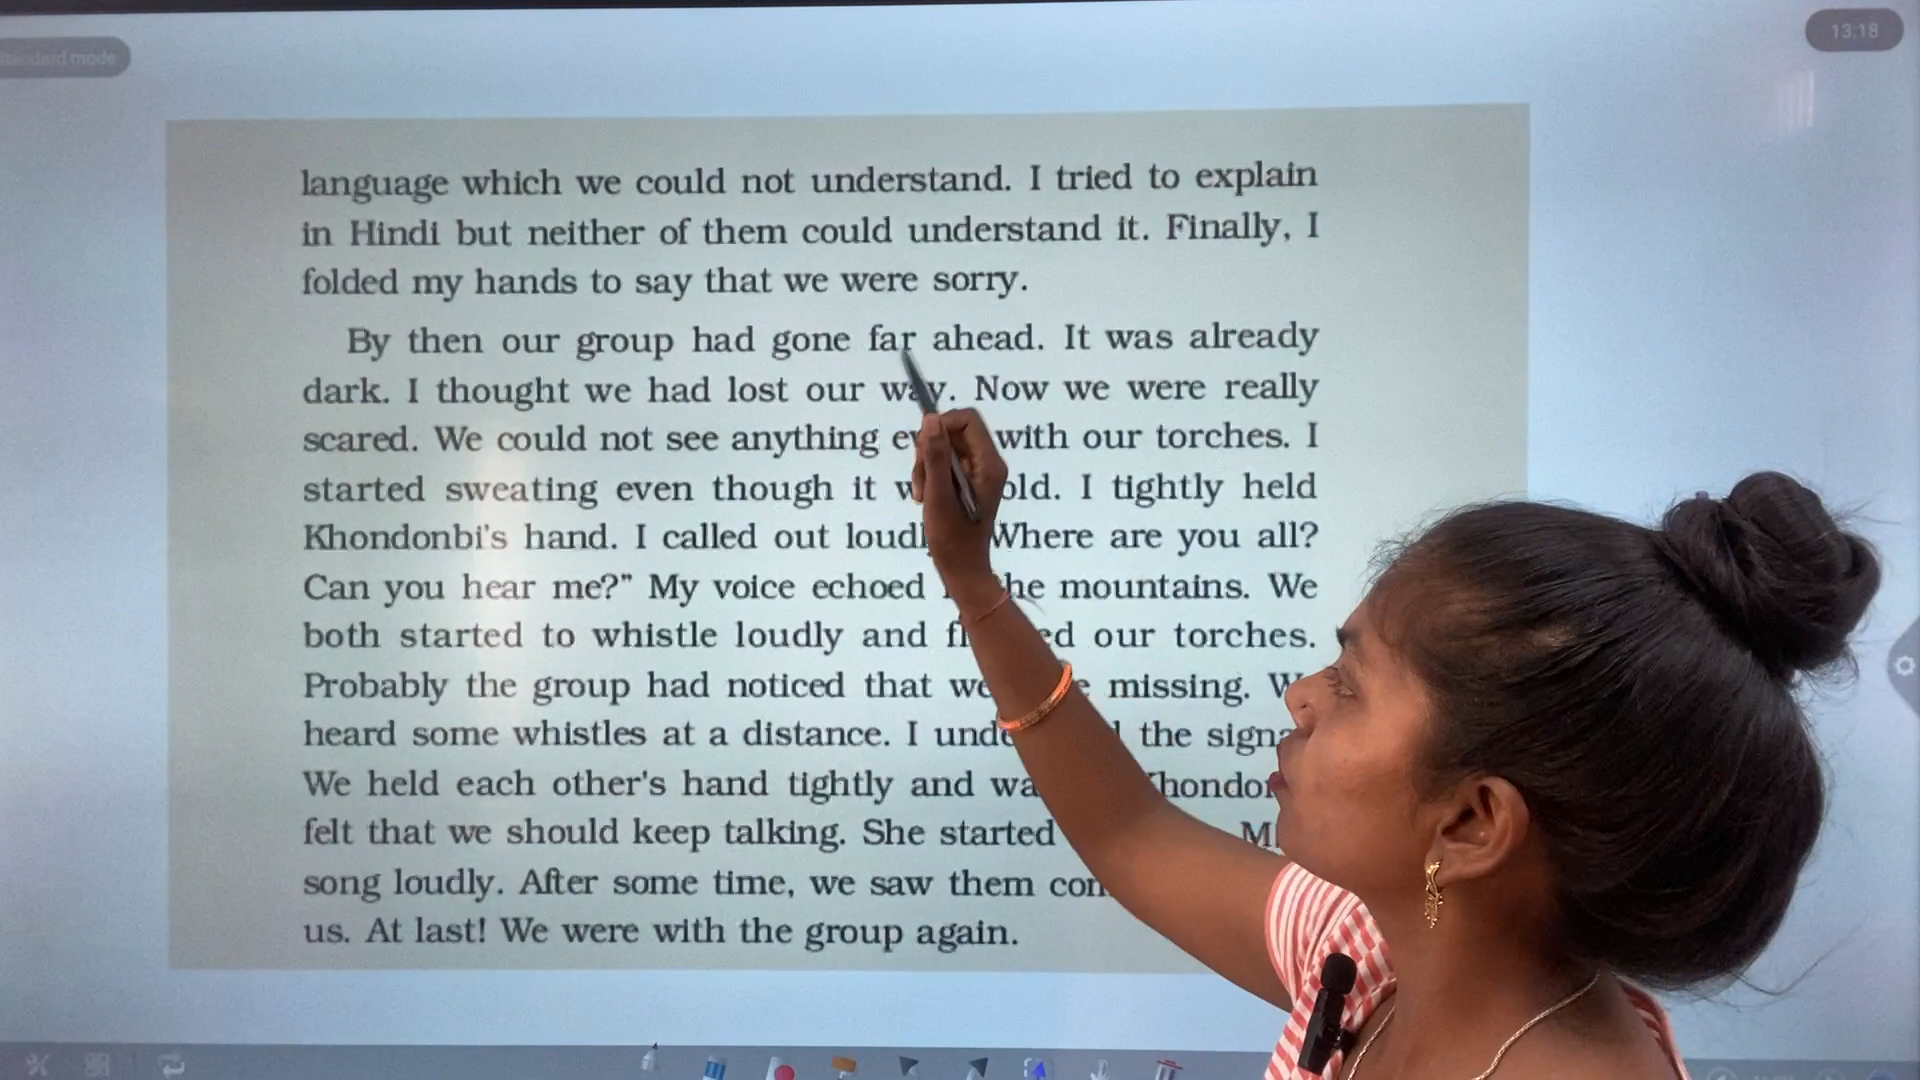 standard mode
13:18
language which we could not understand. I tried to explain
in Hindi but neither of them could understand it. Finally, I
folded my hands to say that we were sorry.
By then our group had gone far ahead. It was already
dark. I thought we had lost our way. Now we were really
scared. We could not see anything with our torches. I
started sweating even though it I tightly held
Khondonbi's hand. I called out Where are you all?
Can you hear me?" My voice echoed mountains. We
both started to whistle loudly and our torches.
Probably the group had noticed that missing.
heard some whistles at a distance. I the
We held each other's hand tightly and
felt that we should keep talking. She started
song loudly. After some time, we saw them
us. At last! We were with the group again.